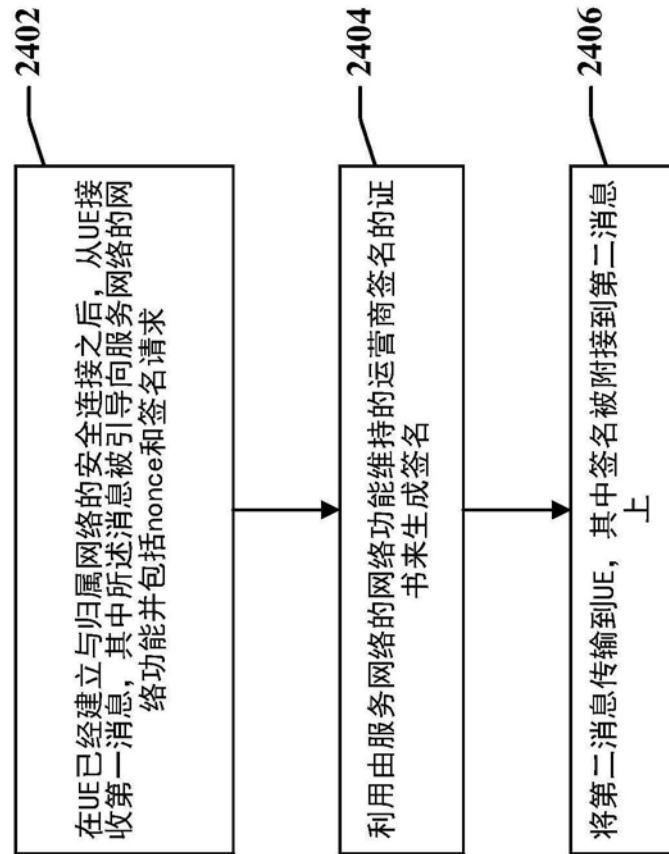 2402
在UE已经建立与归属网络的安全连接之后，从UE接
收第一消息，其中所述消息被引导向服务网络的网
络功能并包括nonce和签名请求
2404
利用由服务网络的网络功能维持的运营商签名的证
书来生成签名
2406
将第二消息传输到UE，其中签名被附接到第二消息
上